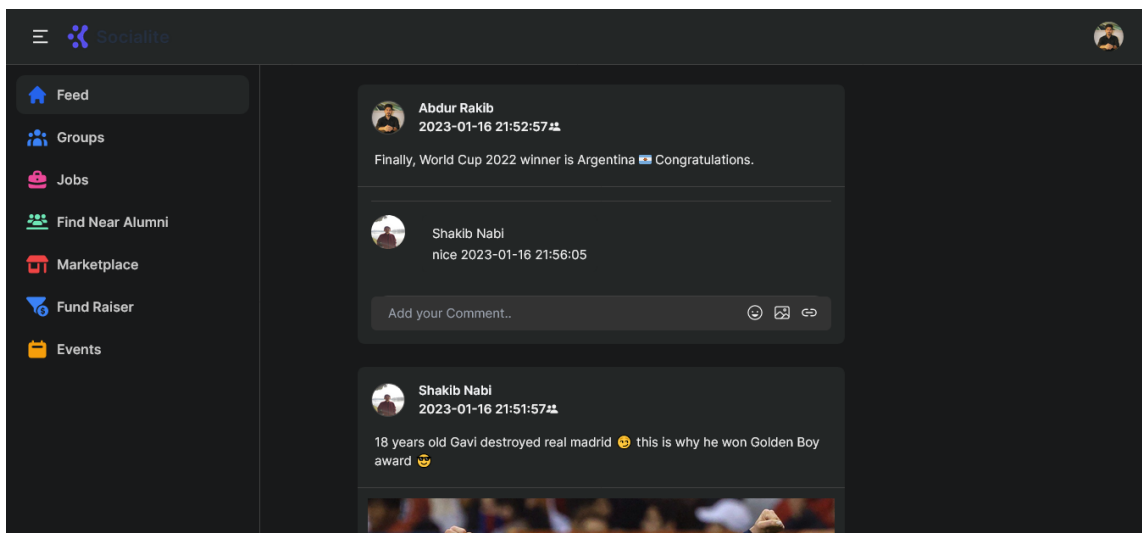 Socialite
Feed
Groups
Jobs
Find Near Alumni
Marketplace
Fund Raiser
Events
Abdur Rakib
2023-01-16 21:52:57
Finally, World Cup 2022 winner is Argentina 🇦🇷 Congratulations.
Shakib Nabi
nice 2023-01-16 21:56:05
Add your Comment..
Shakib Nabi
2023-01-16 21:51:57
18 years old Gavi destroyed real madrid 😏 this is why he won Golden Boy
award 😎